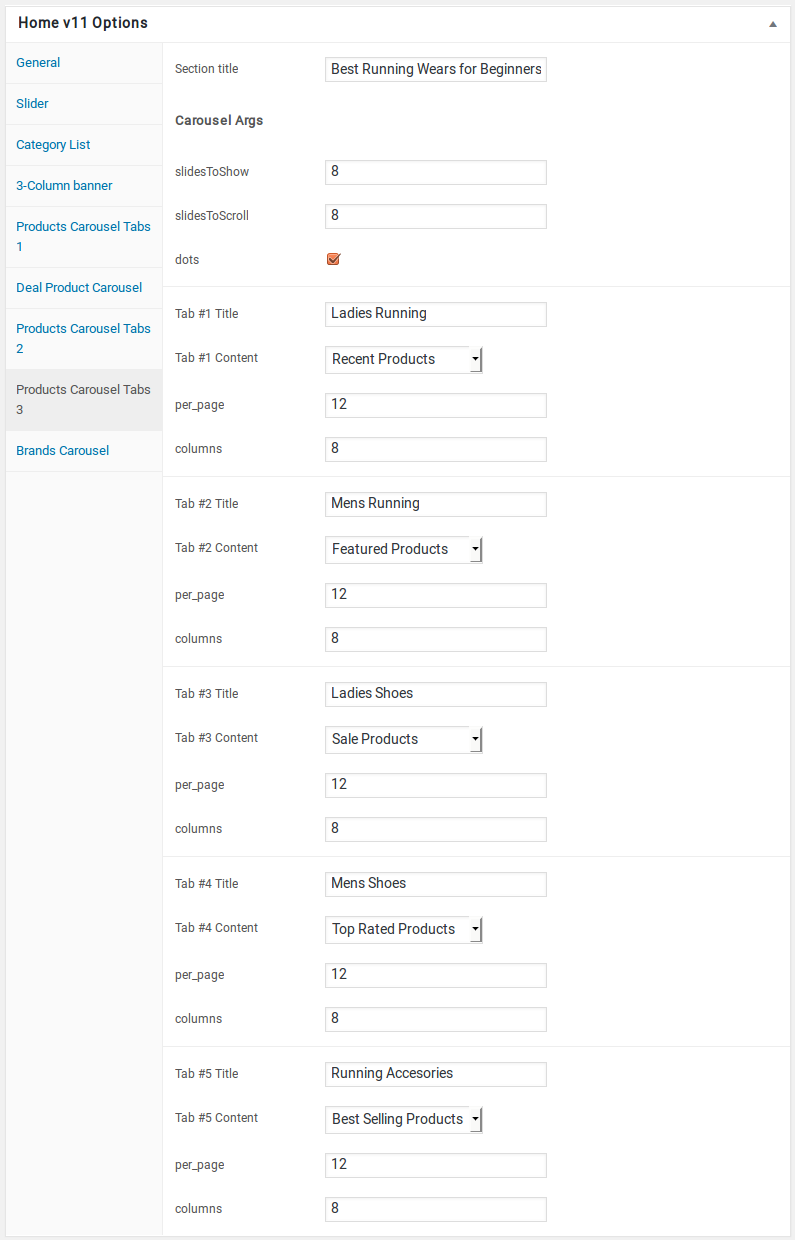 Home v11 Options
General
Slider
Category List
3-Column banner
Products Carousel Tabs
1
Deal Product Carousel
Products Carousel Tabs
2
Products Carousel Tabs
3
Brands Carousel
Section title Best Running Wears for Beginners
Carousel Args
slidesToShow 8
slidesToScroll 8
dots
Tab #1 Title Ladies Running
Tab #1 Content Recent Products
per_page 12
columns 8
Tab #2 Title Mens Running
Tab #2 Content Featured Products
per_page 12
columns 8
Tab #3 Title Ladies Shoes
Tab #3 Content Sale Products
per_page 12
columns 8
Tab #4 Title Mens Shoes
Tab #4 Content Top Rated Products
per_page 12
columns 8
Tab #5 Title Running Accesories
Tab #5 Content Best Selling Products
per_page 12
columns 8